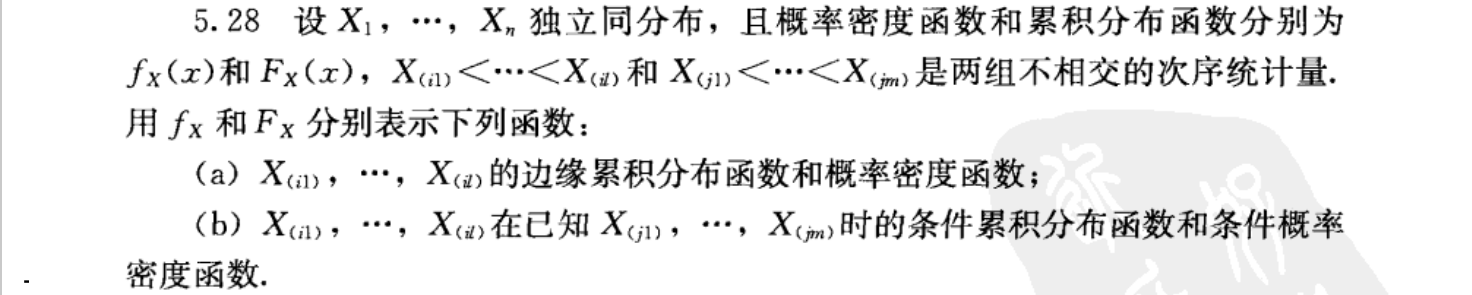 5.28 设 X₁, …, Xₙ 独立同分布, 且概率密度函数和累积分布函数分别为
f_X(x)和 F_X(x), X_(i1)<…<X_(il)和 X_(j1)<…<X_(jm)是两组不相交的次序统计量.
用 f_X 和 F_X 分别表示下列函数:
(a) X_(i1), …, X_(il)的边缘累积分布函数和概率密度函数;
(b) X_(i1), …, X_(il)在已知 X_(j1), …, X_(jm)时的条件累积分布函数和条件概率
密度函数.